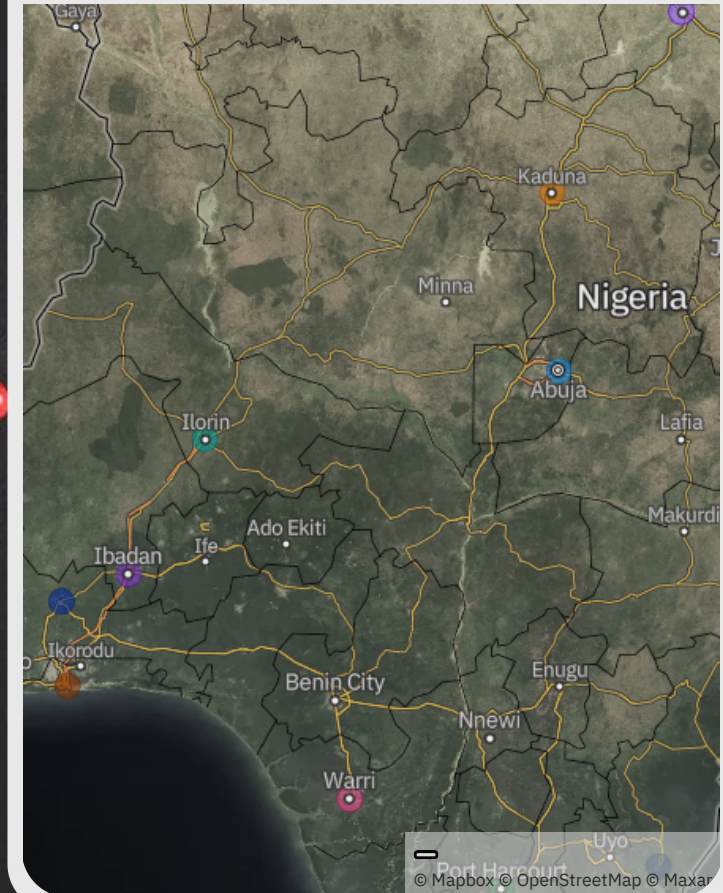 Gaya
Kaduna
Minna
Nigeria
Abuja
Ilorin
Lafia
Makurdi
Ado Ekiti
Ife
Ibadan
Ikorodu
Enugu
Benin City
Nnewi
Warri
Uyo
Port Harcourt
© Mapbox © OpenStreetMap © Maxar